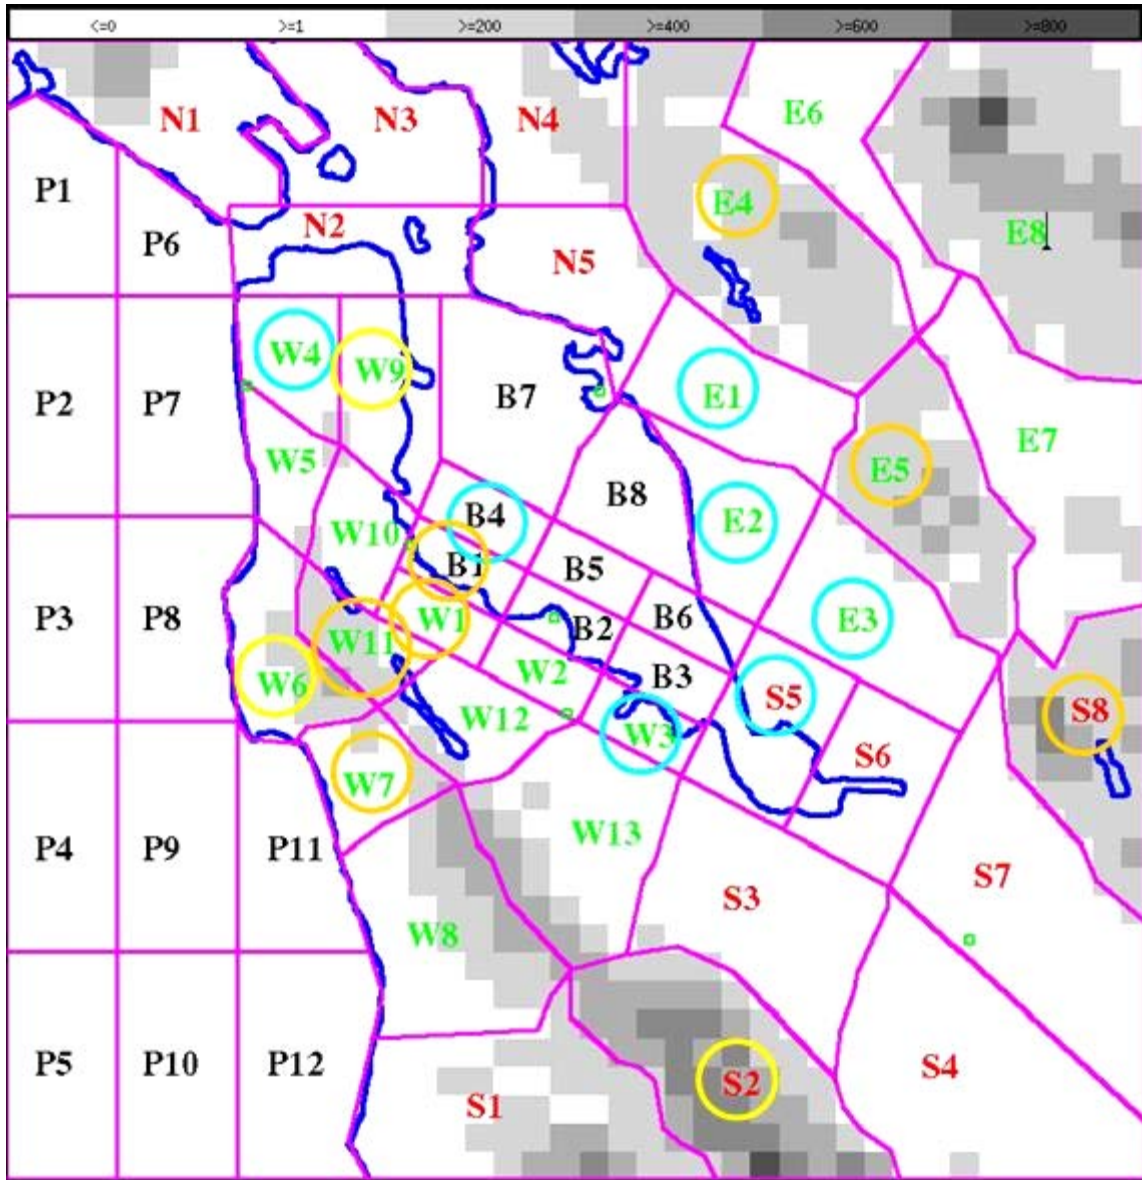 <=0 >=1 >=200 >=400 >=600 >=800
N1 N3 N4 E6
P1 E4
P6 N2 N5 E8
W4 W9 E1
P2 P7 B7 E7
W5 B8 E5
W10 B4 E2
B1 B5
P3 P8 W11 W1 B2 B6 E3
W6 W2 B3 S5 S8
W12 W3 S6
W7
P4 P9 P11 W13 S7
W8 S3
P5 P10 P12 S2 S4
S1